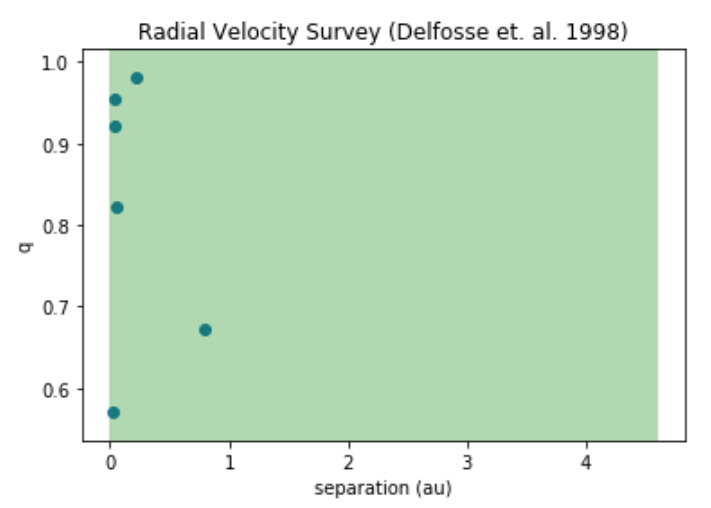 Radial Velocity Survey (Delfosse et. al. 1998)
1.0
0.9
0.8
0.7
0.6
q
0 1 2 3 4
separation (au)